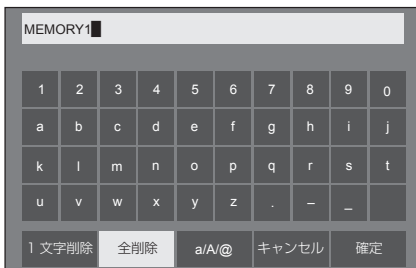 MEMORY1
1 2 3 4 5 6 7 8 9 0
a b c d e f g h i j
k l m n o p q r s t
u v w x y z . – _
1 文字削除 全削除 a/A/@ キャンセル 確定